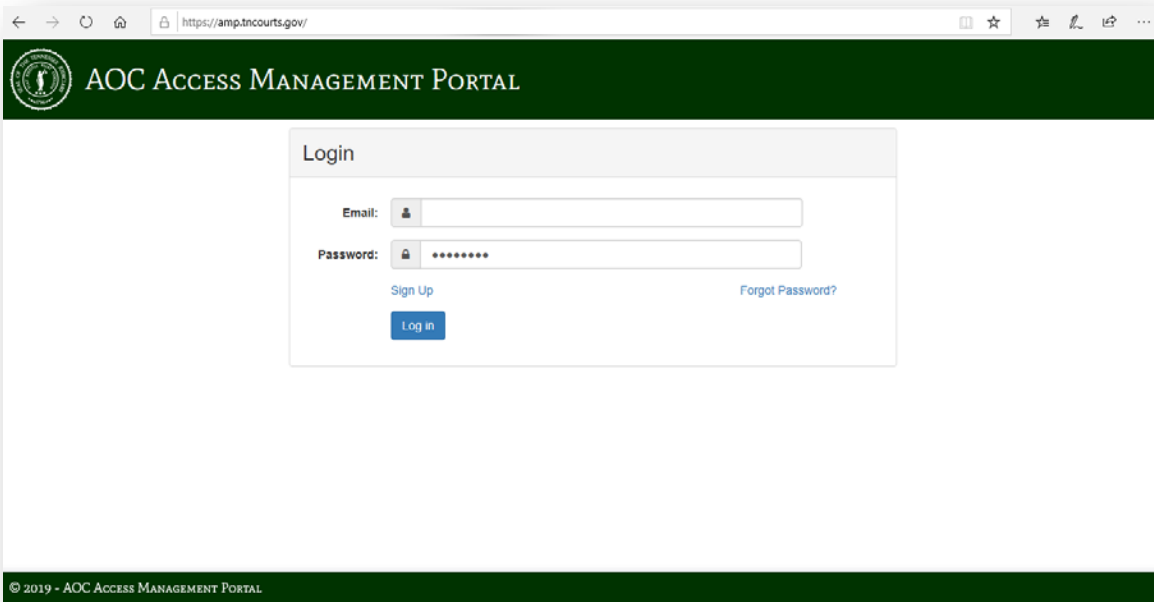 https://amp.tncourts.gov/
AOC Access Management Portal
Login
Email:
Password: ●●●●●●●●
Sign Up Forgot Password?
Log in
© 2019 - AOC Access Management Portal